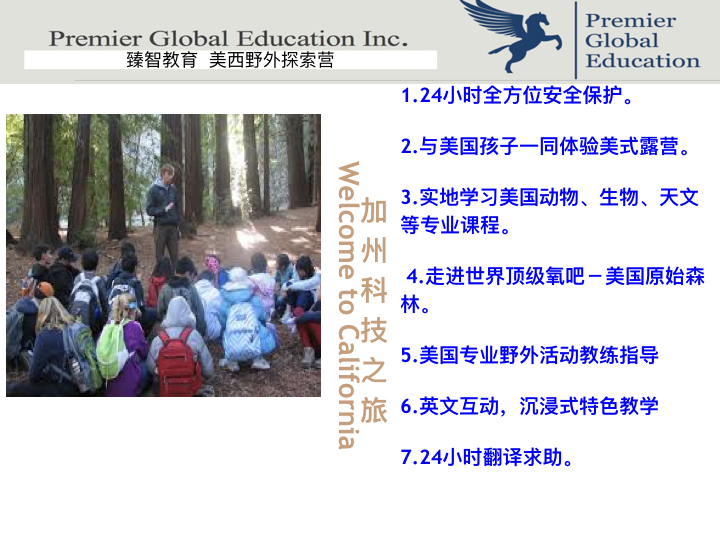 Premier Global Education Inc.
臻智教育  美西野外探索营
Premier
Global
Education
1.24小时全方位安全保护。
2.与美国孩子一同体验美式露营。
3.实地学习美国动物、生物、天文
等专业课程。
4.走进世界顶级氧吧－美国原始森
林。
5.美国专业野外活动教练指导
6.英文互动，沉浸式特色教学
7.24小时翻译求助。
加州科技之旅
Welcome to California